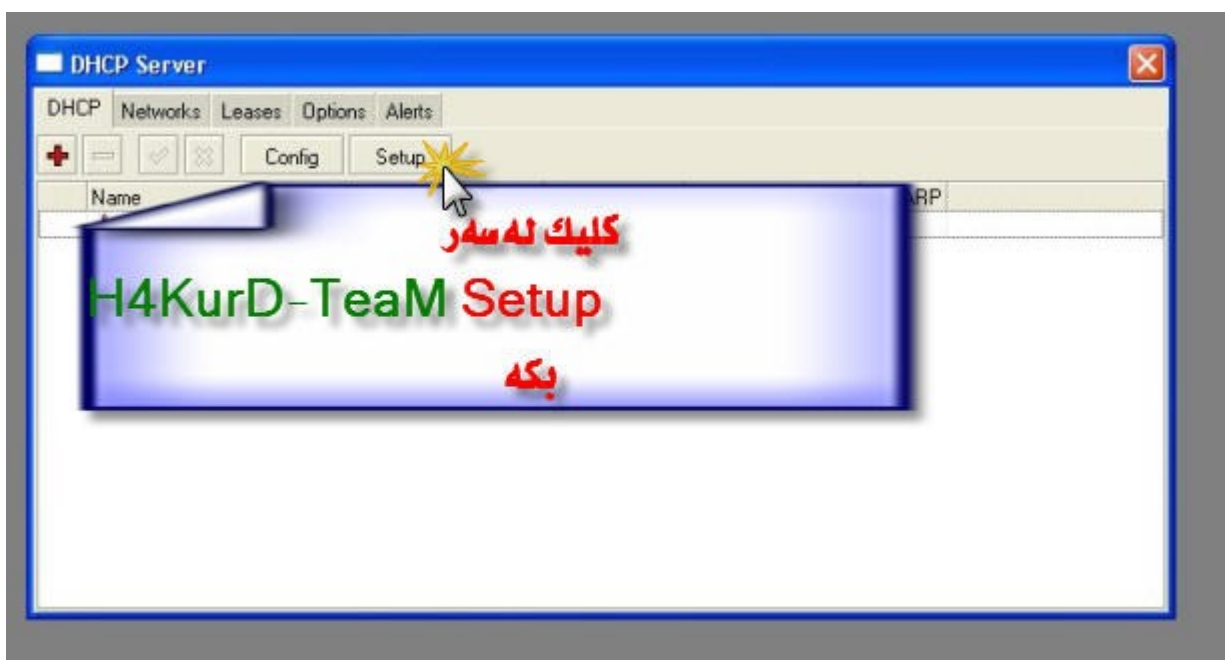 DHCP Server
DHCP Networks Leases Options Alerts
Config Setup
Name ARP
کلیك لەسەر
H4KurD-TeaM Setup
بکە